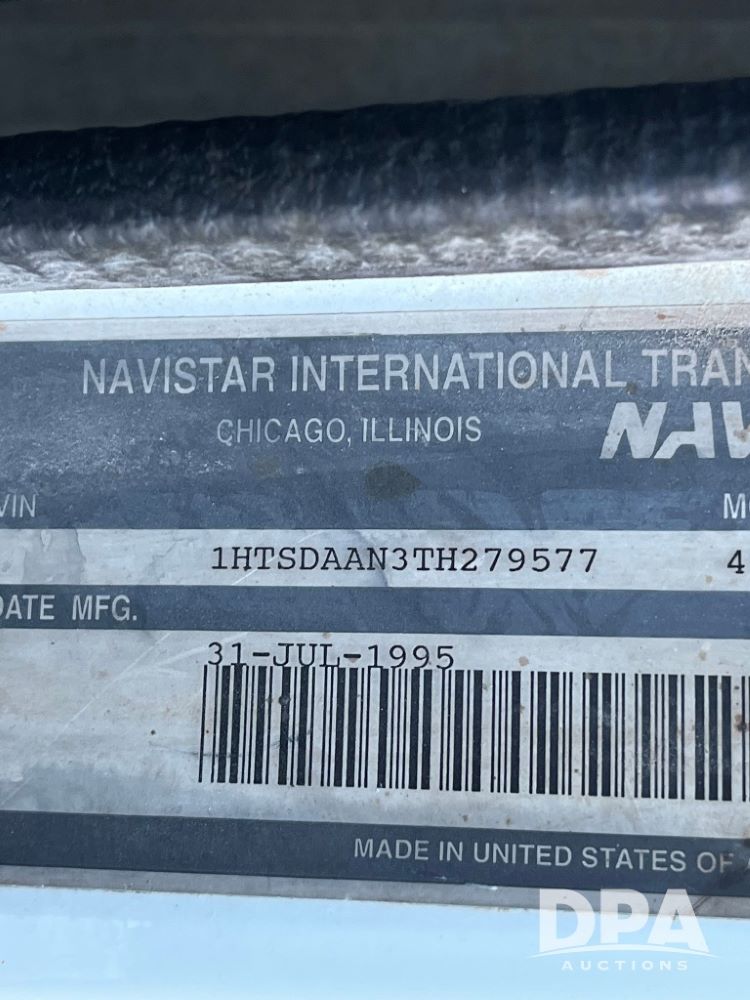 NAVISTAR INTERNATIONAL TRAN
CHICAGO, ILLINOIS
NAV
VIN
MO
1HTSDAAN3TH279577 4
DATE MFG.
31-JUL-1995
MADE IN UNITED STATES OF A
DPA
AUCTIONS